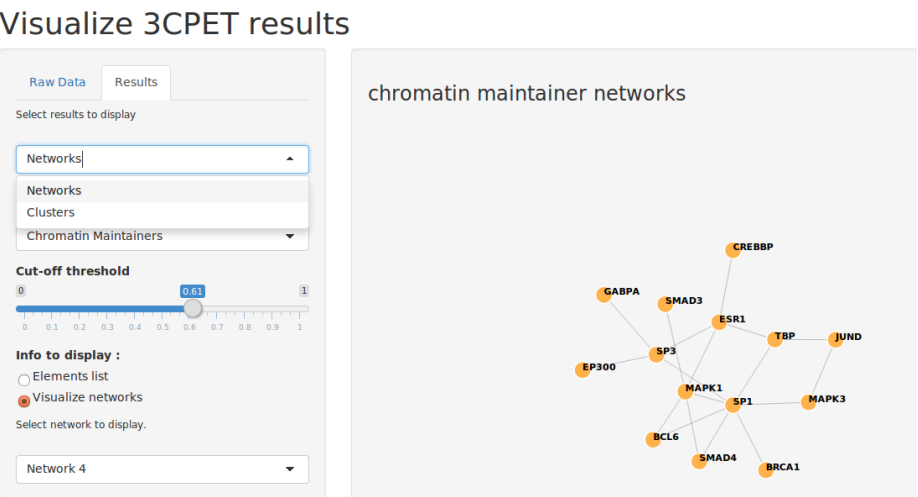 Visualize 3CPET results
Raw Data
Results
Select results to display
Networks
Networks
Clusters
Chromatin Maintainers
Cut-off threshold
0
0.61
1
0 0.1 0.2 0.3 0.4 0.5 0.6 0.7 0.8 0.9 1
Info to display :
Elements list
Visualize networks
Select network to display.
Network 4
chromatin maintainer networks
CREBBP
GABPA
SMAD3
ESR1
TBP
JUND
SP3
EP300
MAPK1
SP1
MAPK3
BCL6
SMAD4
BRCA1